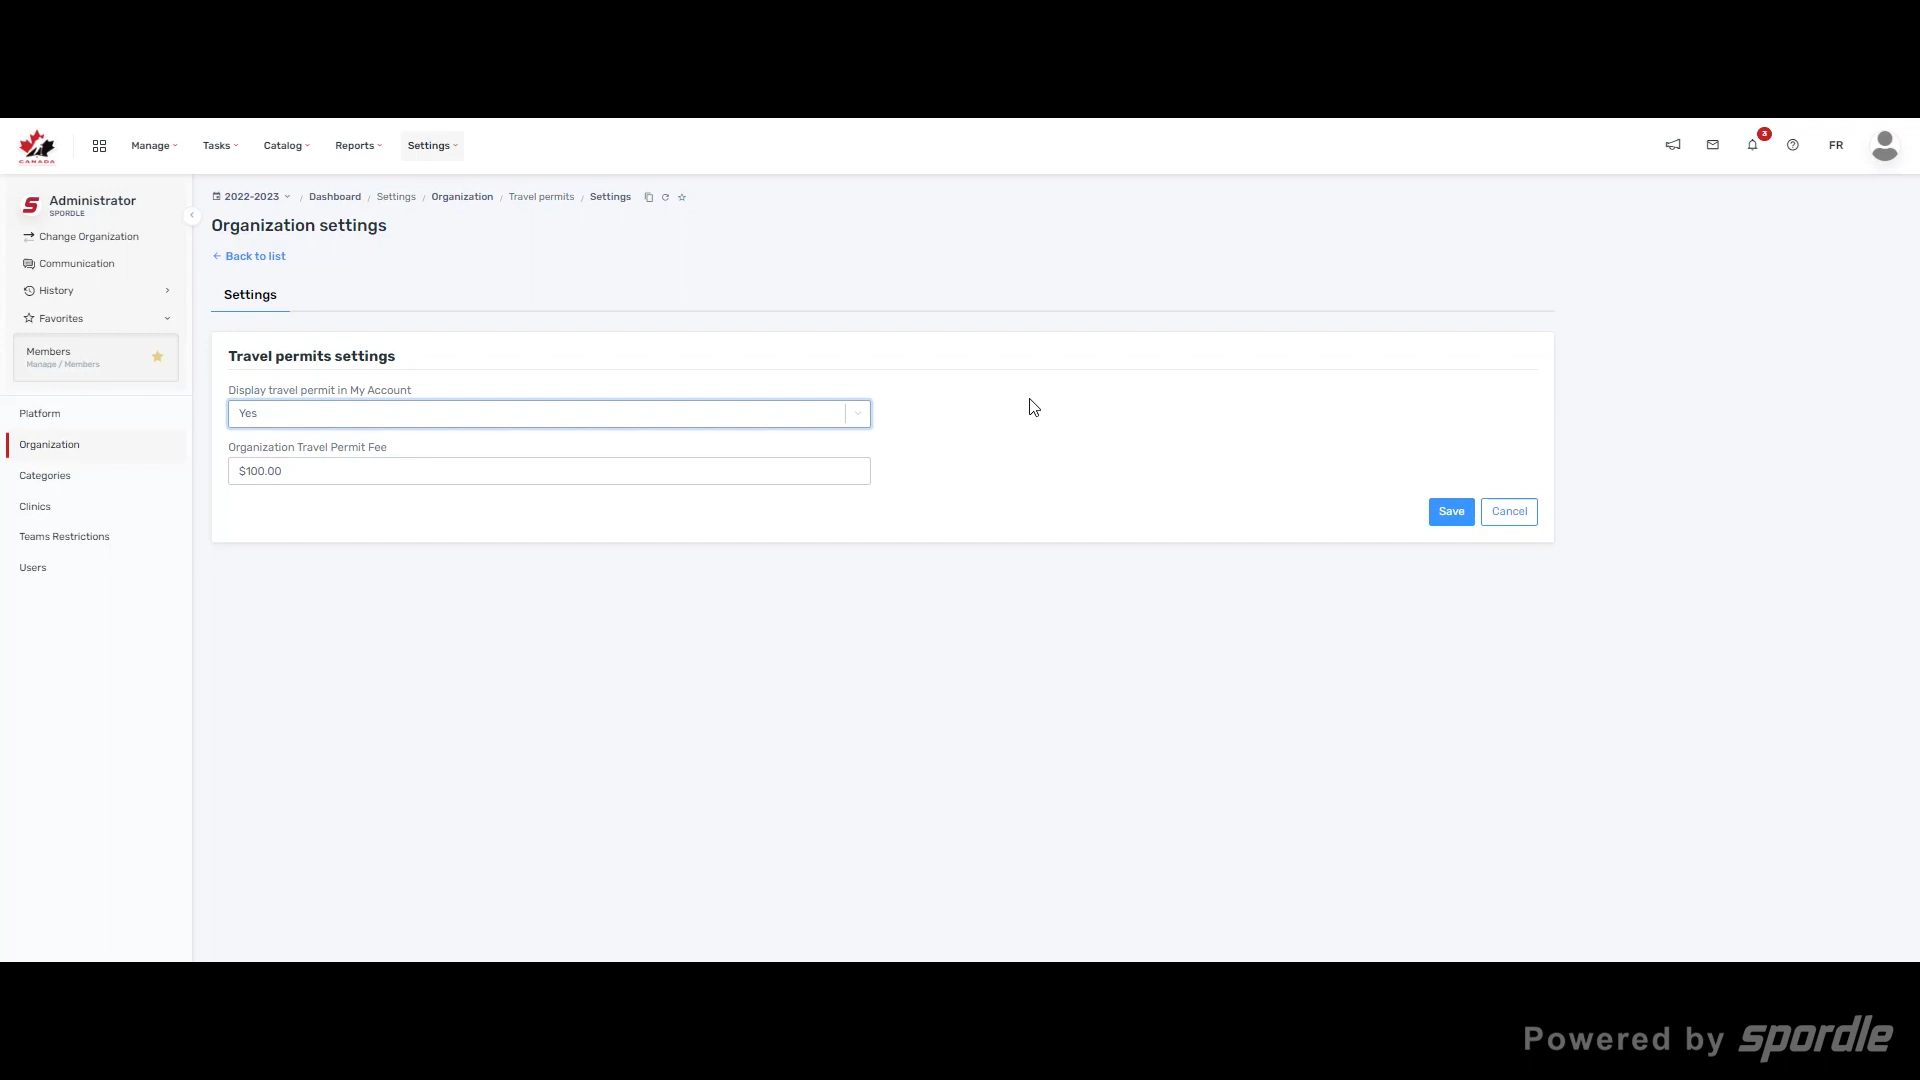 CANADA
Manage
Tasks
Catalog
Reports
Settings
3
FR
Administrator
SPORDLE
Change Organization
Communication
History
Favorites
Members
Manage / Members
Platform
Organization
Categories
Clinics
Teams Restrictions
Users
2022-2023 / Dashboard / Settings / Organization / Travel permits / Settings
Organization settings
Back to list
Settings
Travel permits settings
Display travel permit in My Account
Yes
Organization Travel Permit Fee
$100.00
Save
Cancel
Powered by spordle